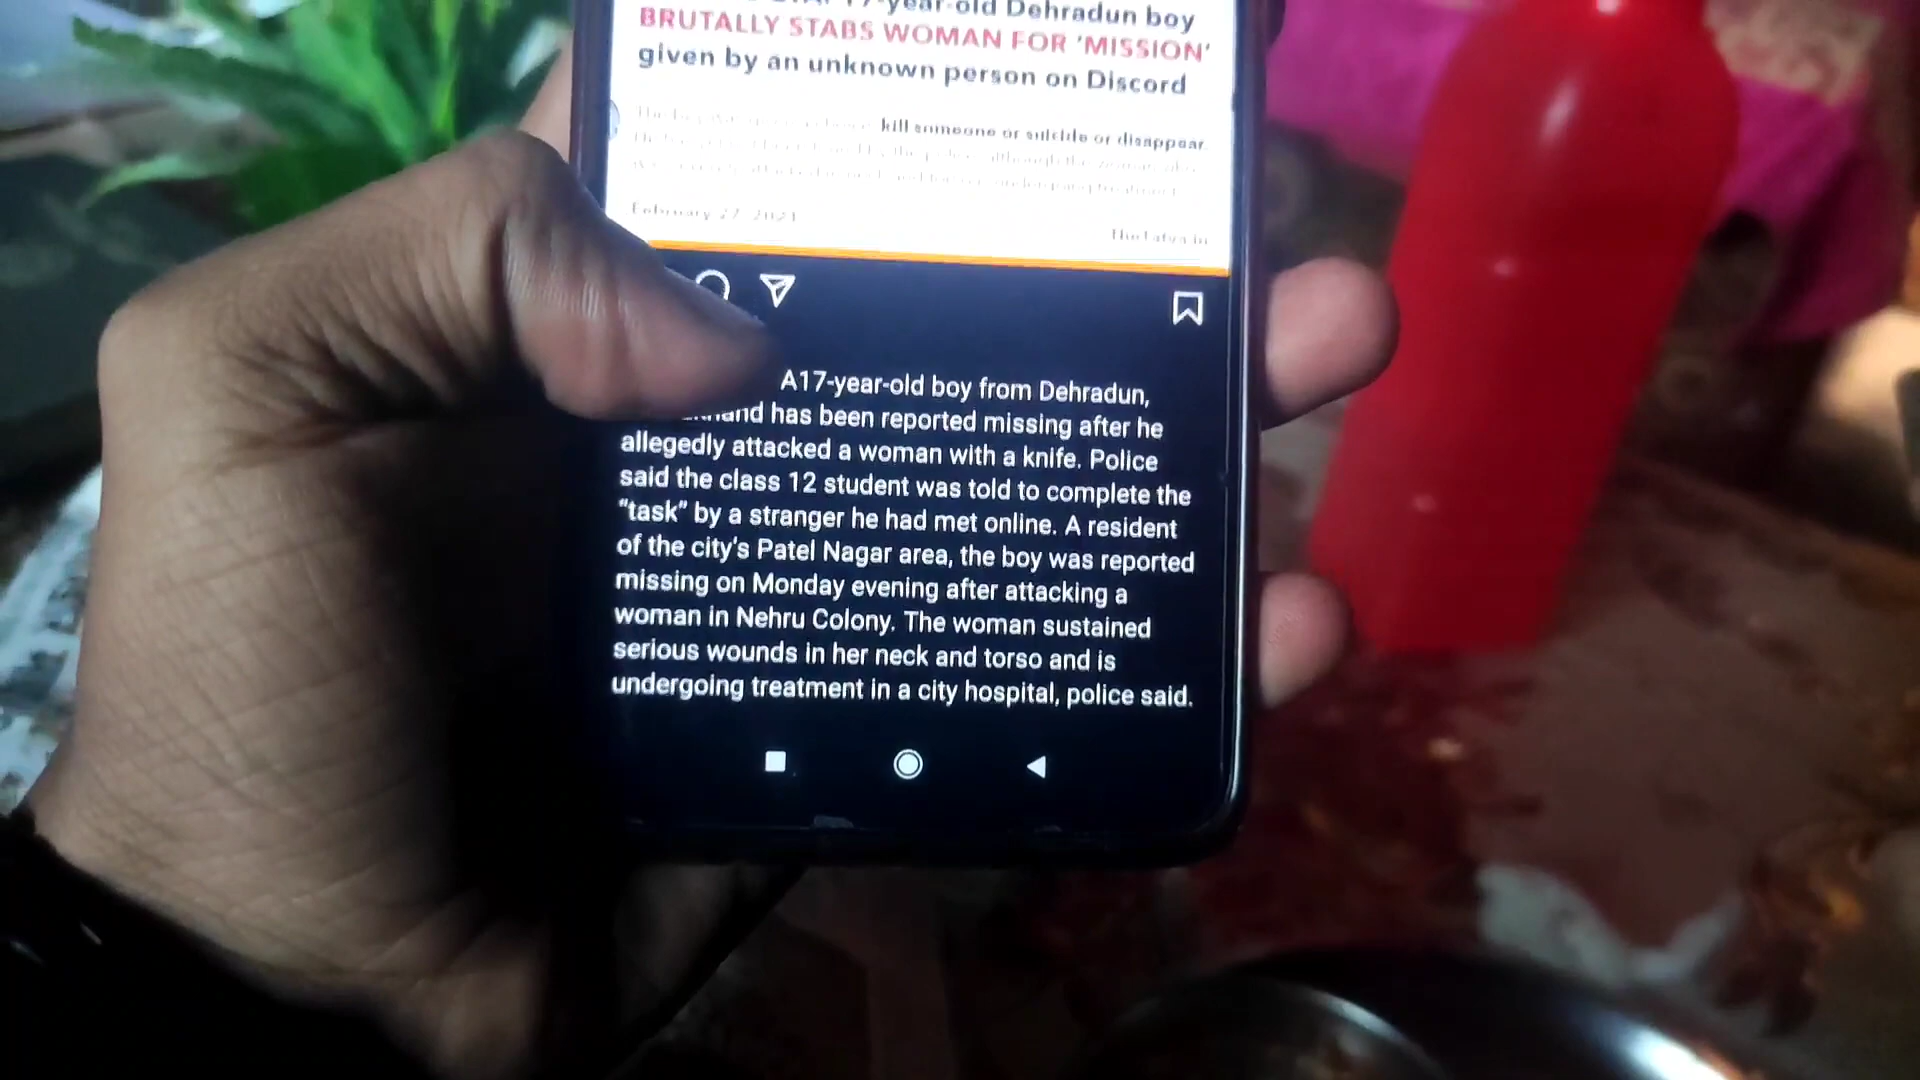 -year-old Dehradun boy
BRUTALLY STABS WOMAN FOR 'MISSION'
given by an unknown person on Discord
kill someone or suicide or disappear.
February 27, 2021
A17-year-old boy from Dehradun,
has been reported missing after he
allegedly attacked a woman with a knife. Police
said the class 12 student was told to complete the
"task" by a stranger he had met online. A resident
of the city's Patel Nagar area, the boy was reported
missing on Monday evening after attacking a
woman in Nehru Colony. The woman sustained
serious wounds in her neck and torso and is
undergoing treatment in a city hospital, police said.